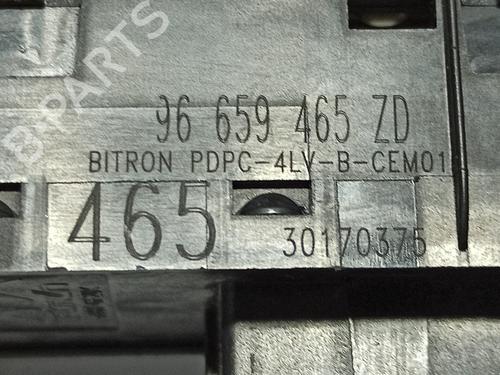 B-PARTS
96 659 465 ZD
BITRON PDPC-4LV-B-CEM01
465
30170375